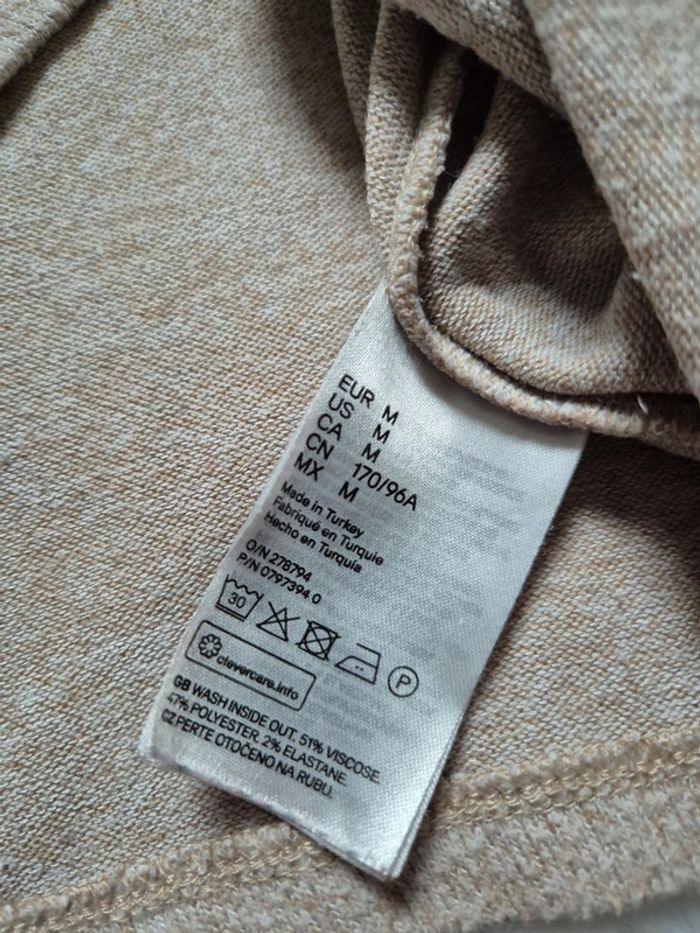 EUR M
US M
CA M
CN 170/96A
MX M
Made in Turkey
Fabriqué en Turquie
Hecho en Turquía
O/N 278794
P/N 0797394 0
30 P
clevercare.info
GB WASH INSIDE OUT. 51% VISCOSE.
47% POLYESTER. 2% ELASTANE.
CZ PERTE OTOČENO NA RUBU.